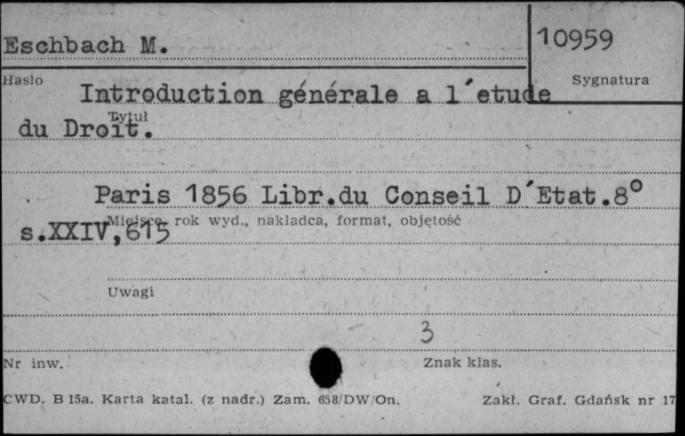 Eschbach M.
10959
Hasło
Sygnatura
Introduction générale a l´etude
Tytuł
du Droit.
Paris 1856 Libr.du Conseil D´Etat.8°
Miejsce, rok wyd., nakładca, format, objętość
s.XXIV,615
Uwagi
3
Nr inw.
Znak klas.
CWD. B 15a. Karta katal. (z nadr.) Zam. 658/DW/On.
Zakł. Graf. Gdańsk nr 17